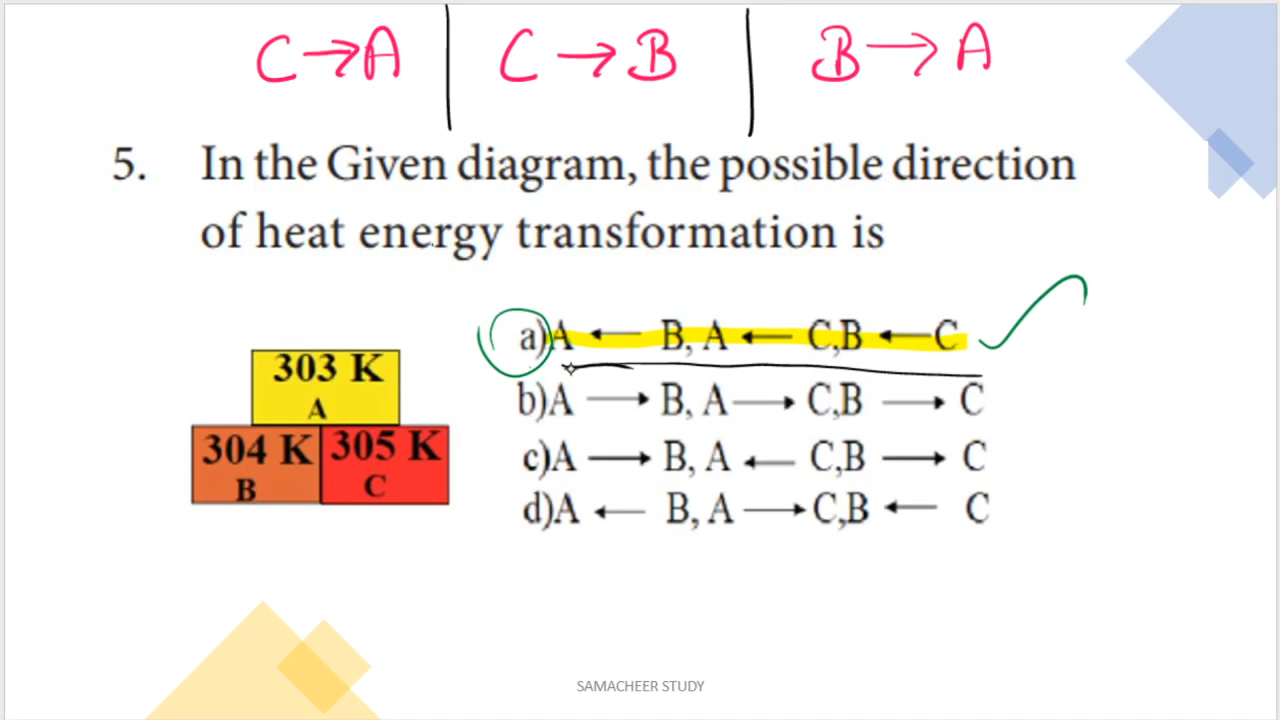 C → A | C → B | B → A
5. In the Given diagram, the possible direction
of heat energy transformation is
a)A ← B, A ← C,B ← C
b)A → B, A → C,B → C
c)A → B, A ← C,B → C
d)A ← B, A → C,B ← C
303 K
A
304 K 305 K
B C
SAMACHEER STUDY